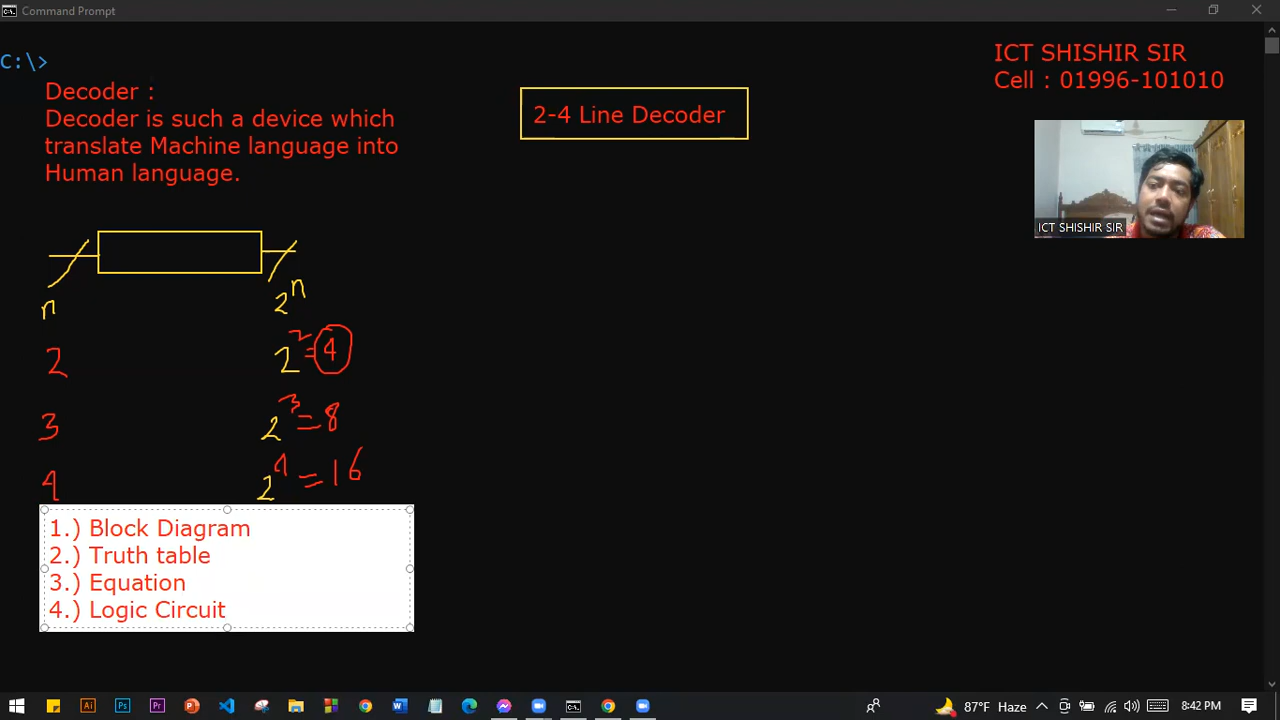 Command Prompt
C:\>
Decoder :
Decoder is such a device which
translate Machine language into
Human language.
2-4 Line Decoder
ICT SHISHIR SIR
Cell : 01996-101010
ICT SHISHIR SIR
n 2^n
2 2^2 = 4
3 2^3 = 8
4 2^4 = 16
1.) Block Diagram
2.) Truth table
3.) Equation
4.) Logic Circuit
87°F Haze
8:42 PM